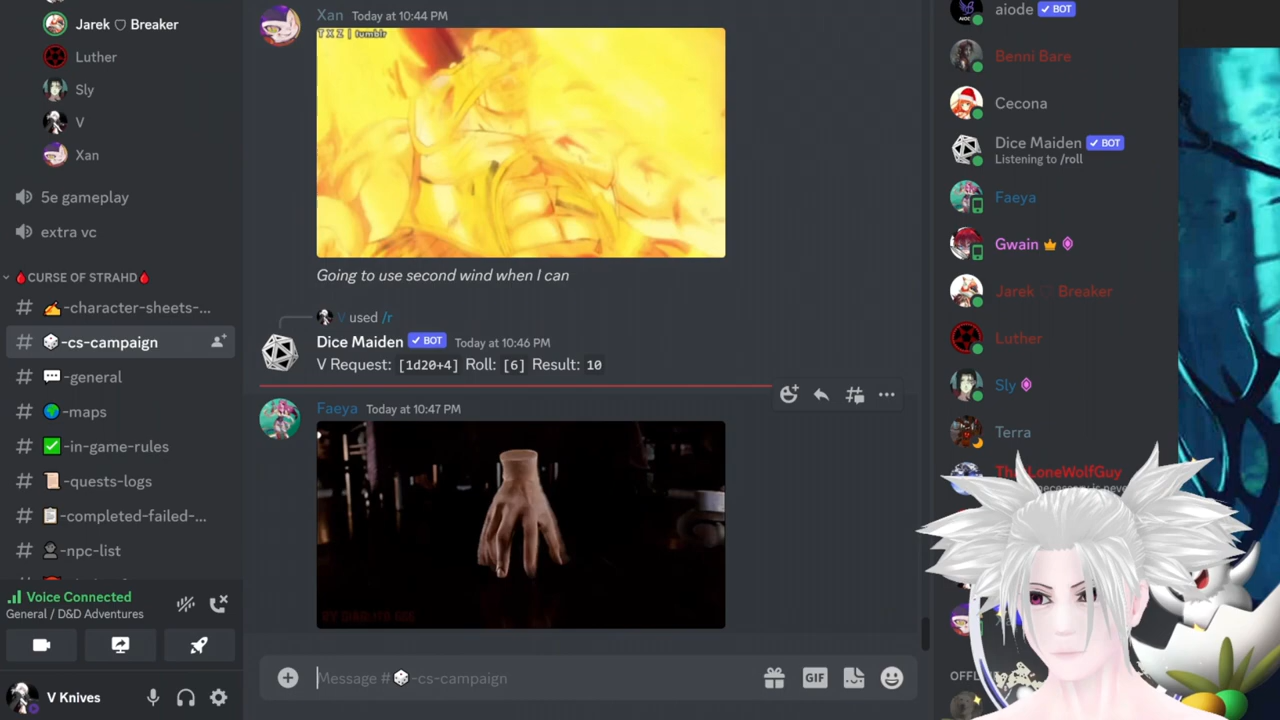 Jarek ♡ Breaker
Luther
Sly
V
Xan
5e gameplay
extra vc
🩸CURSE OF STRAHD🩸
# ✍️-character-sheets-...
# 🎲-cs-campaign
# 💬-general
# 🌍-maps
# ✅-in-game-rules
# 📜-quests-logs
# 📋-completed-failed-...
# -npc-list
Voice Connected
General / D&D Adventures
V Knives
Xan Today at 10:44 PM
T X Z | tumblr
Going to use second wind when I can
V used /r
Dice Maiden ✓ BOT Today at 10:46 PM
V Request: [1d20+4] Roll: [6] Result: 10
Faeya Today at 10:47 PM
Message #🎲-cs-campaign
GIF
aiode ✓ BOT
Benni Bare
Cecona
Dice Maiden ✓ BOT
Listening to /roll
Faeya
Gwain
Jarek ♡ Breaker
Luther
Sly
Terra
LoneWolfGuy
OFFL